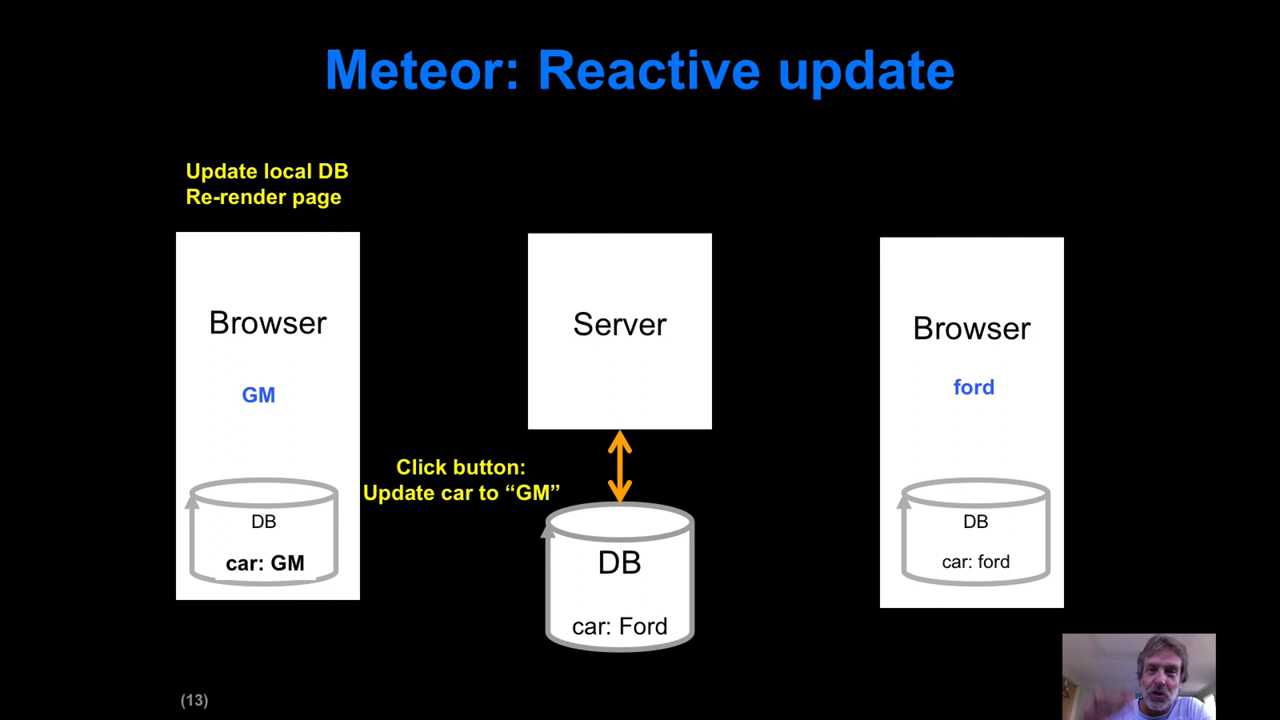 Meteor: Reactive update
Update local DB
Re-render page
Browser
GM
DB
car: GM
Click button:
Update car to “GM”
Server
DB
car: Ford
Browser
ford
DB
car: ford
(13)